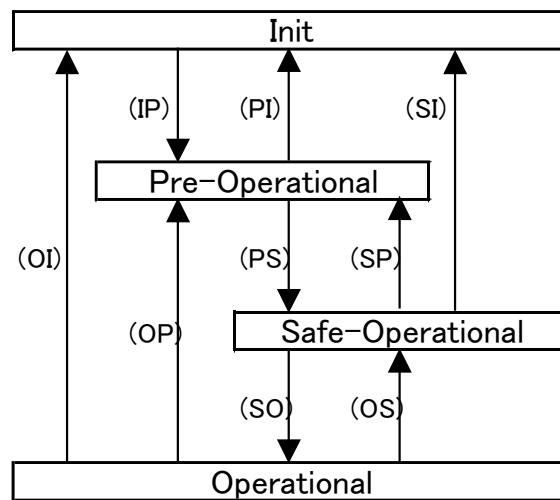 Init
(IP) (PI) (SI)
Pre-Operational
(OI) (PS) (SP)
Safe-Operational
(OP)
(SO) (OS)
Operational